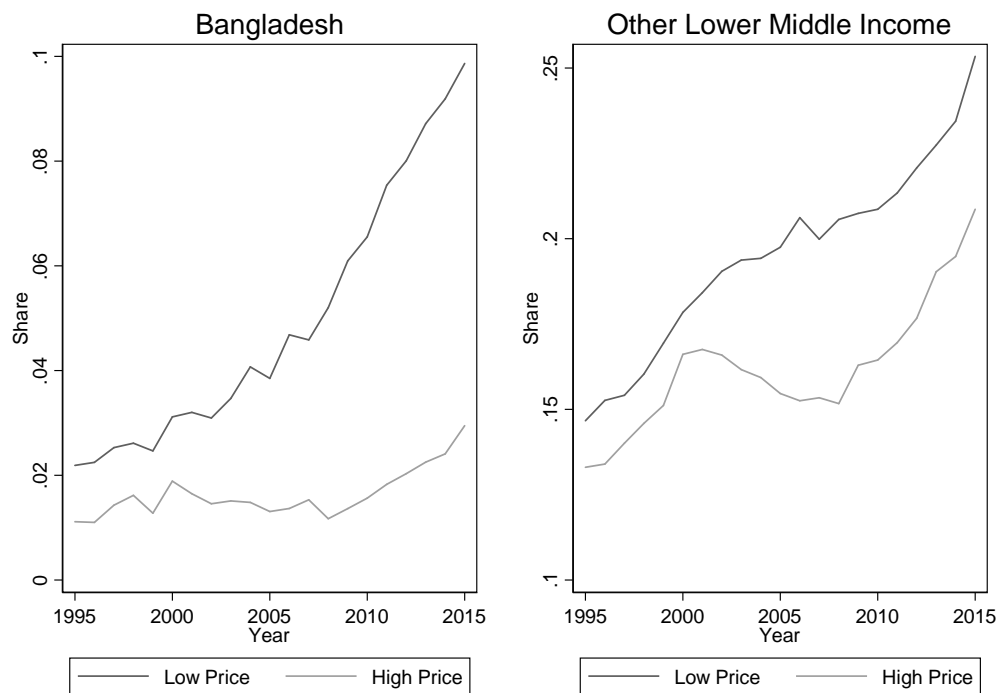 Bangladesh
.1
.08
.06
.04
.02
0
Share
1995 2000 2005 2010 2015
Year
Low Price High Price
Other Lower Middle Income
.25
.2
.15
.1
Share
1995 2000 2005 2010 2015
Year
Low Price High Price